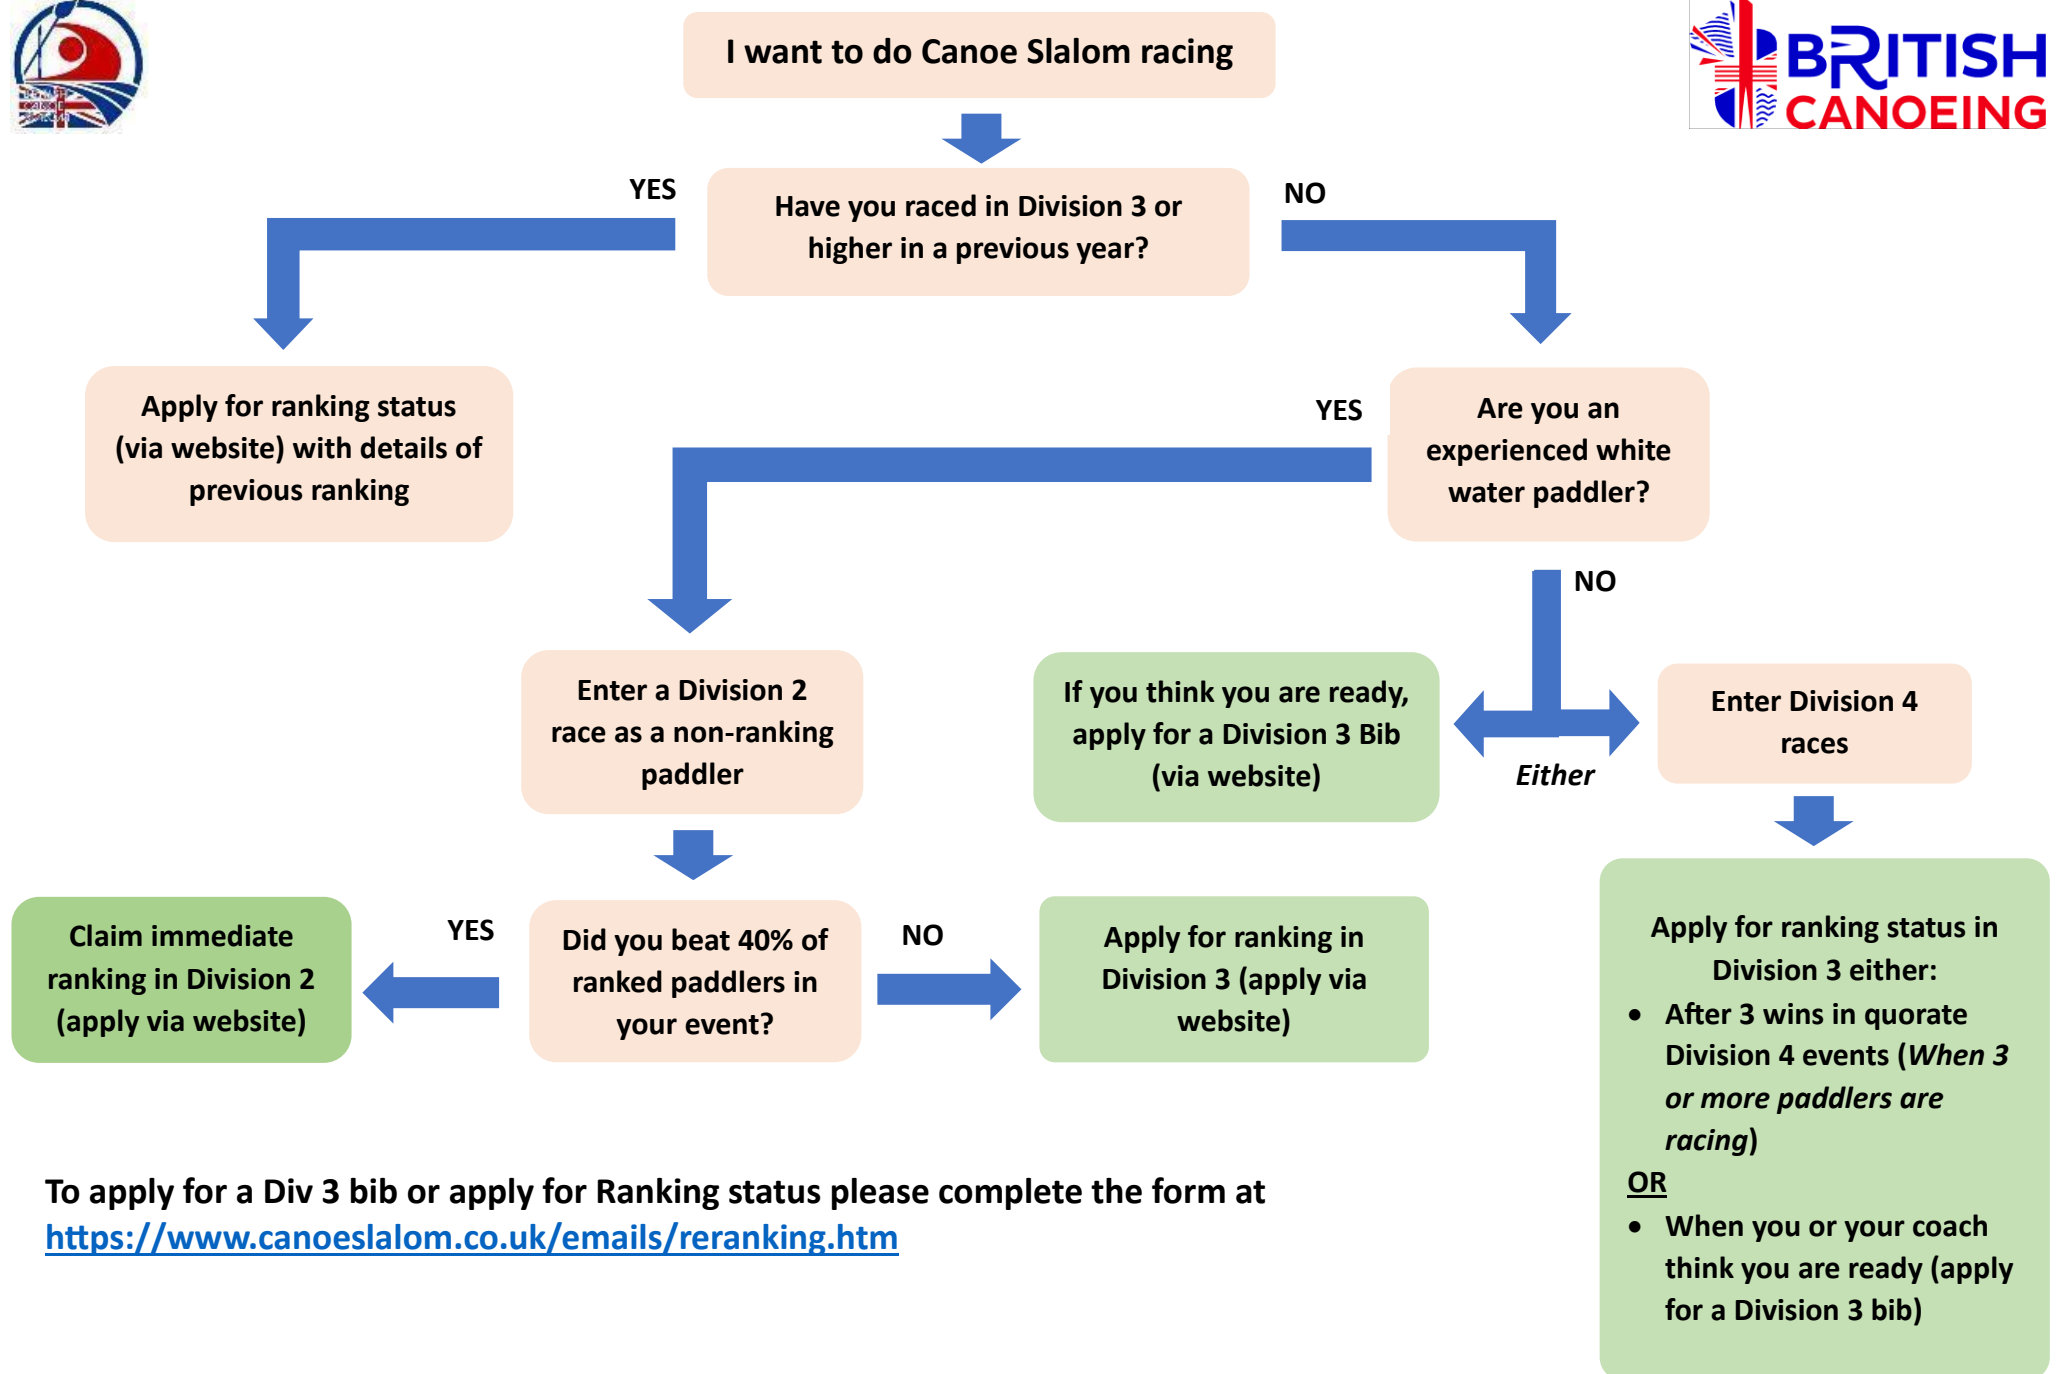 I want to do Canoe Slalom racing
BRITISH
CANOEING
YES
Have you raced in Division 3 or
higher in a previous year?
NO
Apply for ranking status
(via website) with details of
previous ranking
YES
Are you an
experienced white
water paddler?
NO
Enter a Division 2
race as a non-ranking
paddler
If you think you are ready,
apply for a Division 3 Bib
(via website)
Either
Enter Division 4
races
Claim immediate
ranking in Division 2
(apply via website)
YES
Did you beat 40% of
ranked paddlers in
your event?
NO
Apply for ranking in
Division 3 (apply via
website)
Apply for ranking status in
Division 3 either:
• After 3 wins in quorate
Division 4 events (When 3
or more paddlers are
racing)
OR
• When you or your coach
think you are ready (apply
for a Division 3 bib)
To apply for a Div 3 bib or apply for Ranking status please complete the form at
https://www.canoeslalom.co.uk/emails/reranking.htm